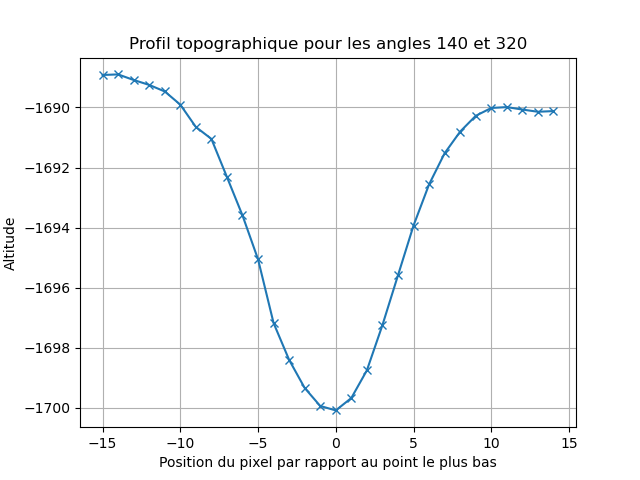 Profil topographique pour les angles 140 et 320
Altitude
−1690
−1692
−1694
−1696
−1698
−1700
−15 −10 −5 0 5 10 15
Position du pixel par rapport au point le plus bas